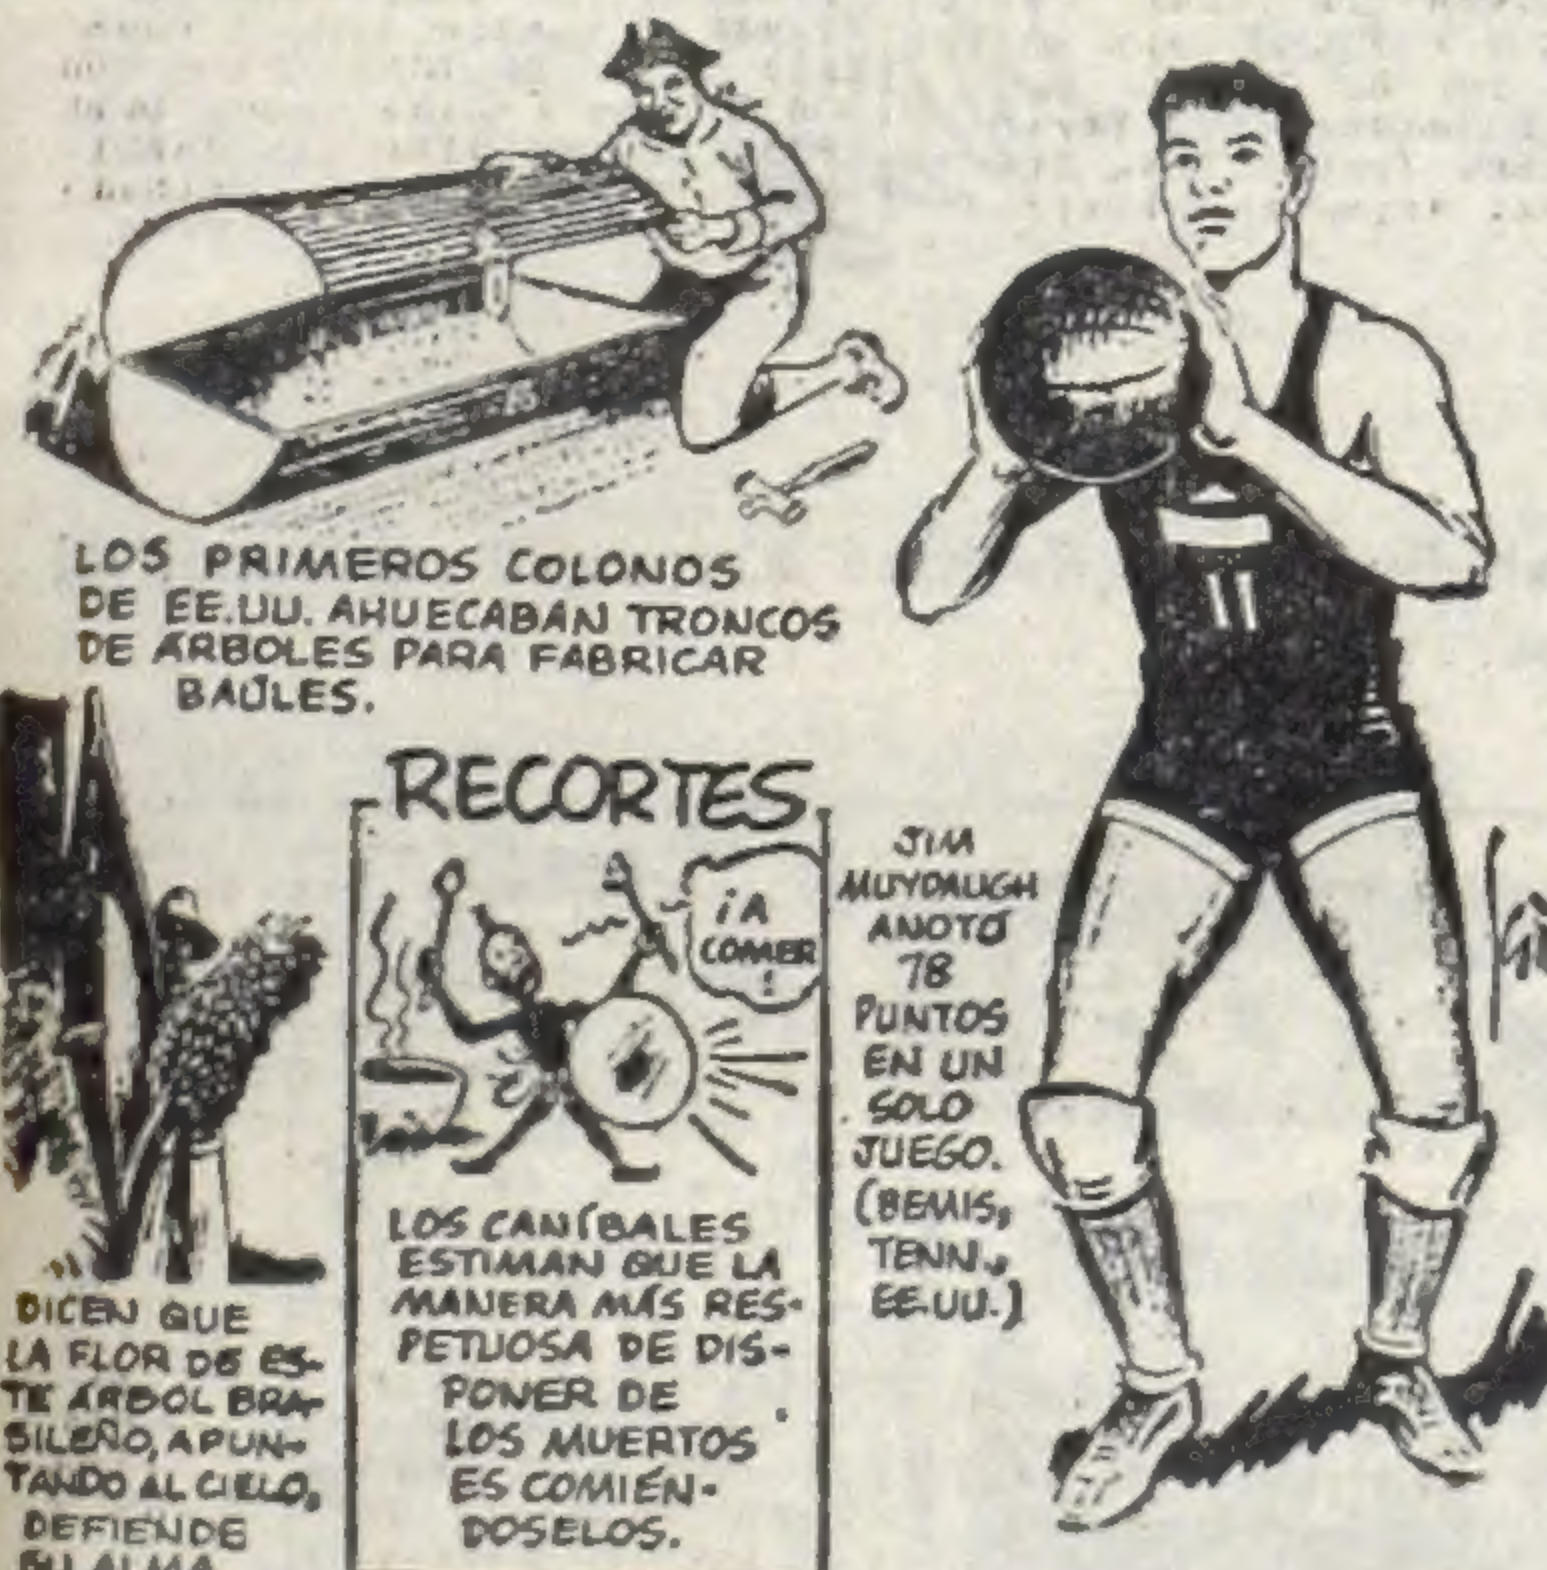 LOS PRIMEROS COLONOS
DE EE.UU. AHUECABAN TRONCOS
DE ÁRBOLES PARA FABRICAR
BAÚLES.
RECORTES
¡A
COMER
!
LOS CANÍBALES
ESTIMAN QUE LA
MANERA MÁS RES-
PETUOSA DE DIS-
PONER DE
LOS MUERTOS
ES COMIÉN-
DOSELOS.
JIM
MUYDAUGH
ANOTÓ
78
PUNTOS
EN UN
SOLO
JUEGO.
(BEMIS,
TENN.,
EE.UU.)
11
DICEN QUE
LA FLOR DE ES-
TE ÁRBOL BRA-
SILEÑO, APUN-
TANDO AL CIELO,
DEFIENDE
SU ALMA